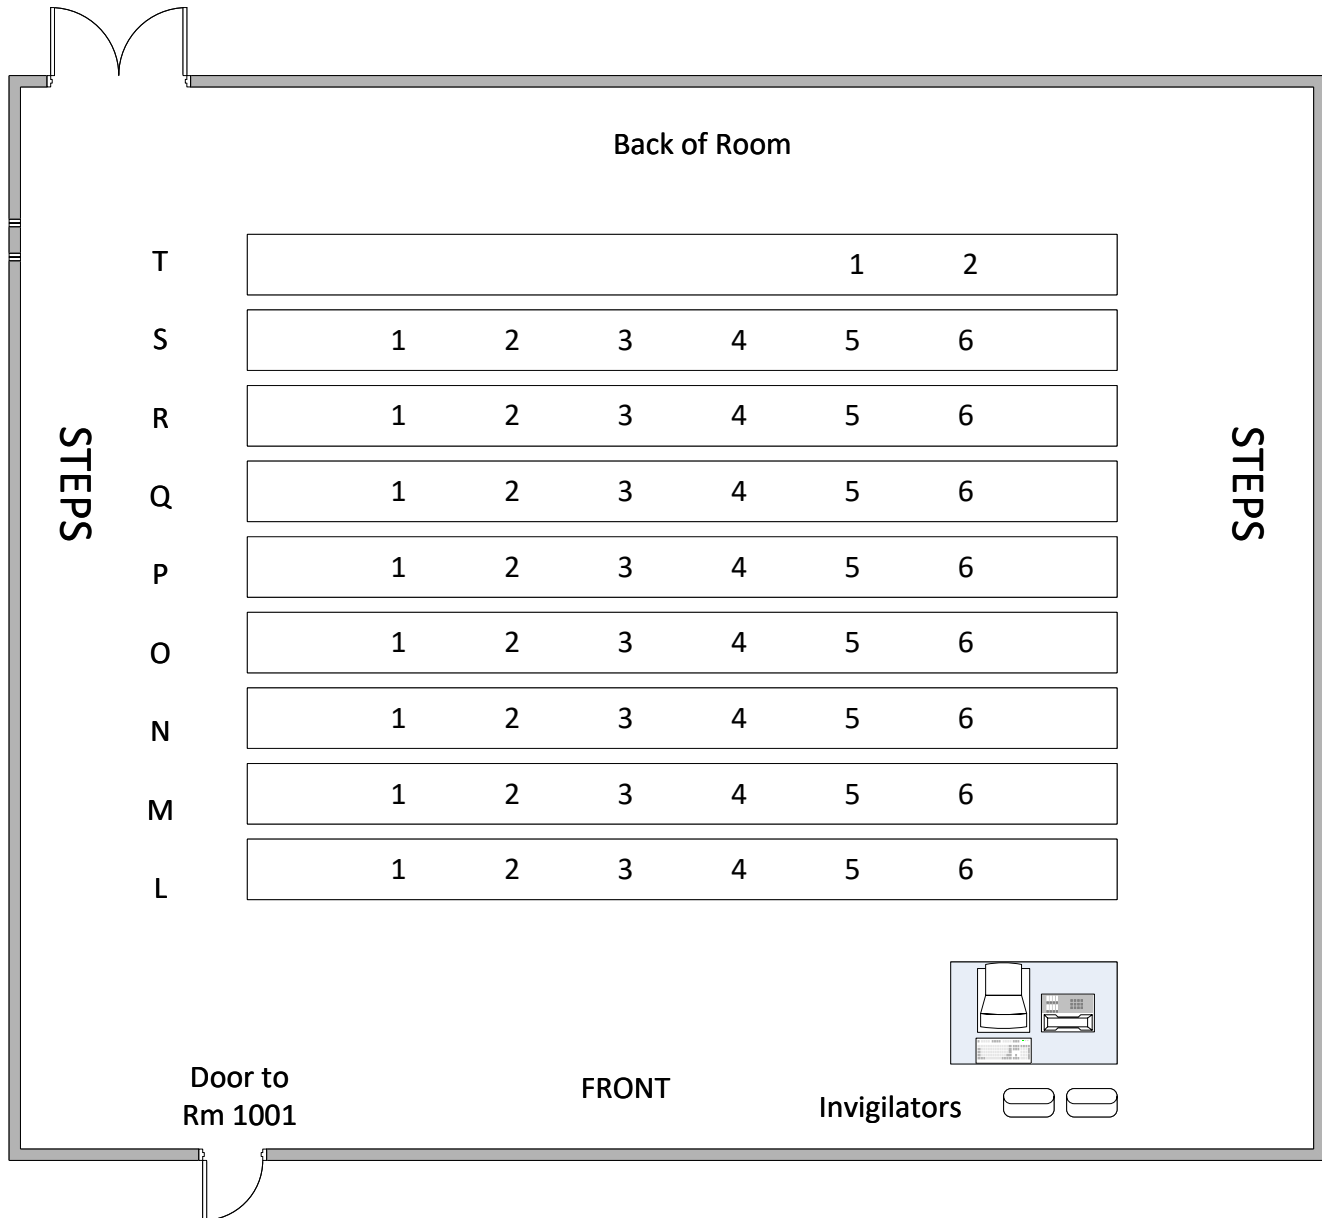 Back of Room
T 1 2
S 1 2 3 4 5 6
R 1 2 3 4 5 6
STEPS
STEPS
Q 1 2 3 4 5 6
P 1 2 3 4 5 6
O 1 2 3 4 5 6
N 1 2 3 4 5 6
M 1 2 3 4 5 6
L 1 2 3 4 5 6
Door to
Rm 1001
FRONT
Invigilators